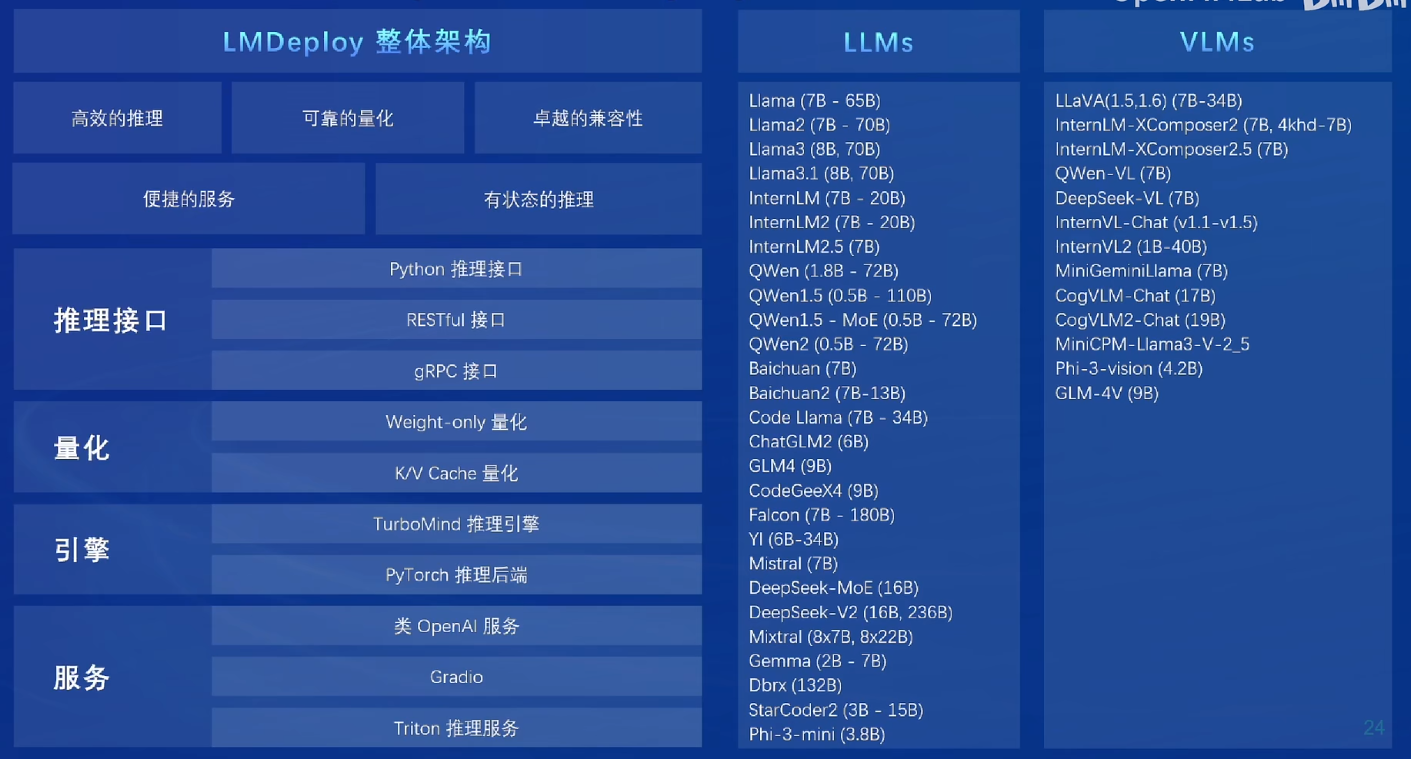 LMDeploy 整体架构
高效的推理
可靠的量化
卓越的兼容性
便捷的服务
有状态的推理
推理接口
Python 推理接口
RESTful 接口
gRPC 接口
量化
Weight-only 量化
K/V Cache 量化
引擎
TurboMind 推理引擎
PyTorch 推理后端
服务
类 OpenAI 服务
Gradio
Triton 推理服务
LLMs
Llama (7B - 65B)
Llama2 (7B - 70B)
Llama3 (8B, 70B)
Llama3.1 (8B, 70B)
InternLM (7B - 20B)
InternLM2 (7B - 20B)
InternLM2.5 (7B)
QWen (1.8B - 72B)
QWen1.5 (0.5B - 110B)
QWen1.5 - MoE (0.5B - 72B)
QWen2 (0.5B - 72B)
Baichuan (7B)
Baichuan2 (7B-13B)
Code Llama (7B - 34B)
ChatGLM2 (6B)
GLM4 (9B)
CodeGeeX4 (9B)
Falcon (7B - 180B)
YI (6B-34B)
Mistral (7B)
DeepSeek-MoE (16B)
DeepSeek-V2 (16B, 236B)
Mixtral (8x7B, 8x22B)
Gemma (2B - 7B)
Dbrx (132B)
StarCoder2 (3B - 15B)
Phi-3-mini (3.8B)
VLMs
LLaVA(1.5,1.6) (7B-34B)
InternLM-XComposer2 (7B, 4khd-7B)
InternLM-XComposer2.5 (7B)
QWen-VL (7B)
DeepSeek-VL (7B)
InternVL-Chat (v1.1-v1.5)
InternVL2 (1B-40B)
MiniGeminiLlama (7B)
CogVLM-Chat (17B)
CogVLM2-Chat (19B)
MiniCPM-Llama3-V-2_5
Phi-3-vision (4.2B)
GLM-4V (9B)
24